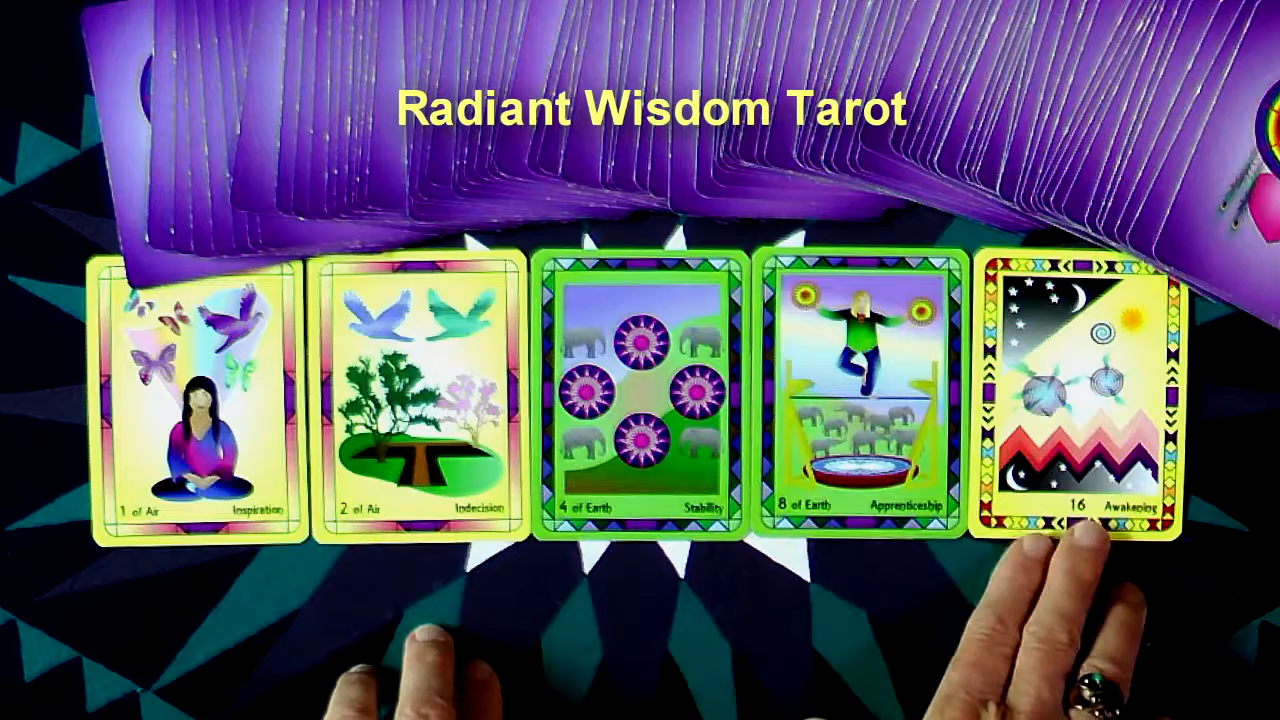 Radiant Wisdom Tarot
1 of Air Inspiration
2 of Air Indecision
4 of Earth Stability
8 of Earth Apprenticeship
16 Awakening